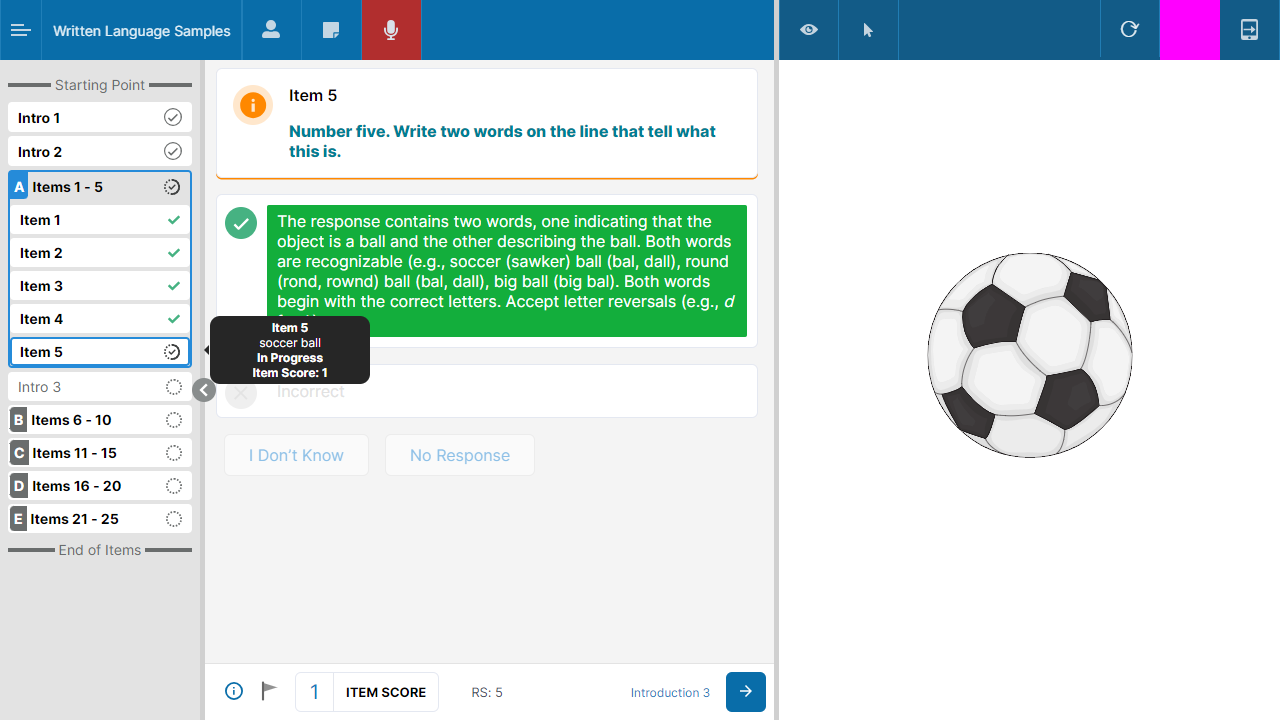 Written Language Samples
Starting Point
Intro 1
Intro 2
A Items 1 - 5
Item 1
Item 2
Item 3
Item 4
Item 5
Intro 3
B Items 6 - 10
C Items 11 - 15
D Items 16 - 20
E Items 21 - 25
End of Items
Item 5
Number five. Write two words on the line that tell what
this is.
The response contains two words, one indicating that the
object is a ball and the other describing the ball. Both words
are recognizable (e.g., soccer (sawker) ball (bal, dall), round
(rond, rownd) ball (bal, dall), big ball (big bal). Both words
begin with the correct letters. Accept letter reversals (e.g., d
Item 5
soccer ball
In Progress
Item Score: 1
Incorrect
I Don't Know
No Response
1 ITEM SCORE
RS: 5
Introduction 3